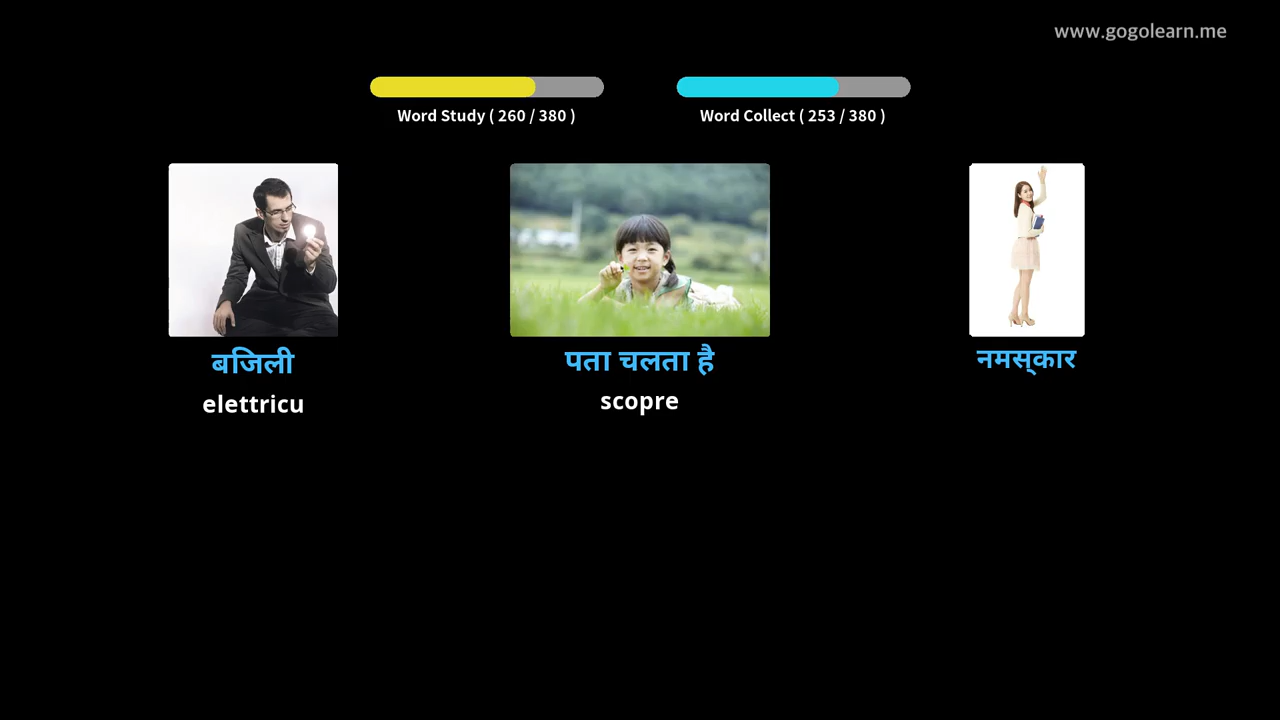 www.gogolearn.me
Word Study ( 260 / 380 )
Word Collect ( 253 / 380 )
बजिली
पता चलता है
नमस्कार
elettricu
scopre